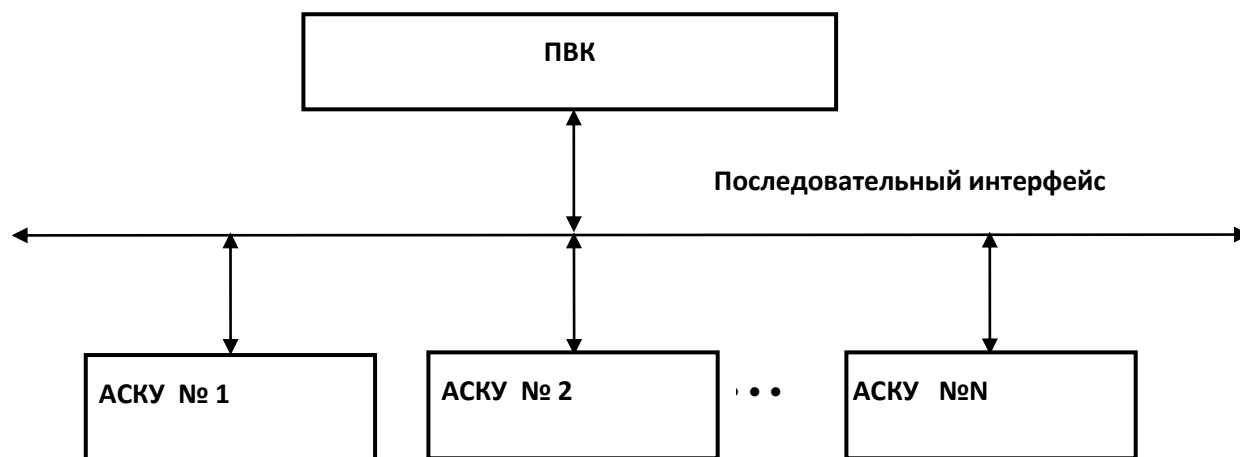 ПВК
Последовательный интерфейс
АСКУ № 1
АСКУ № 2
• • •
АСКУ №N